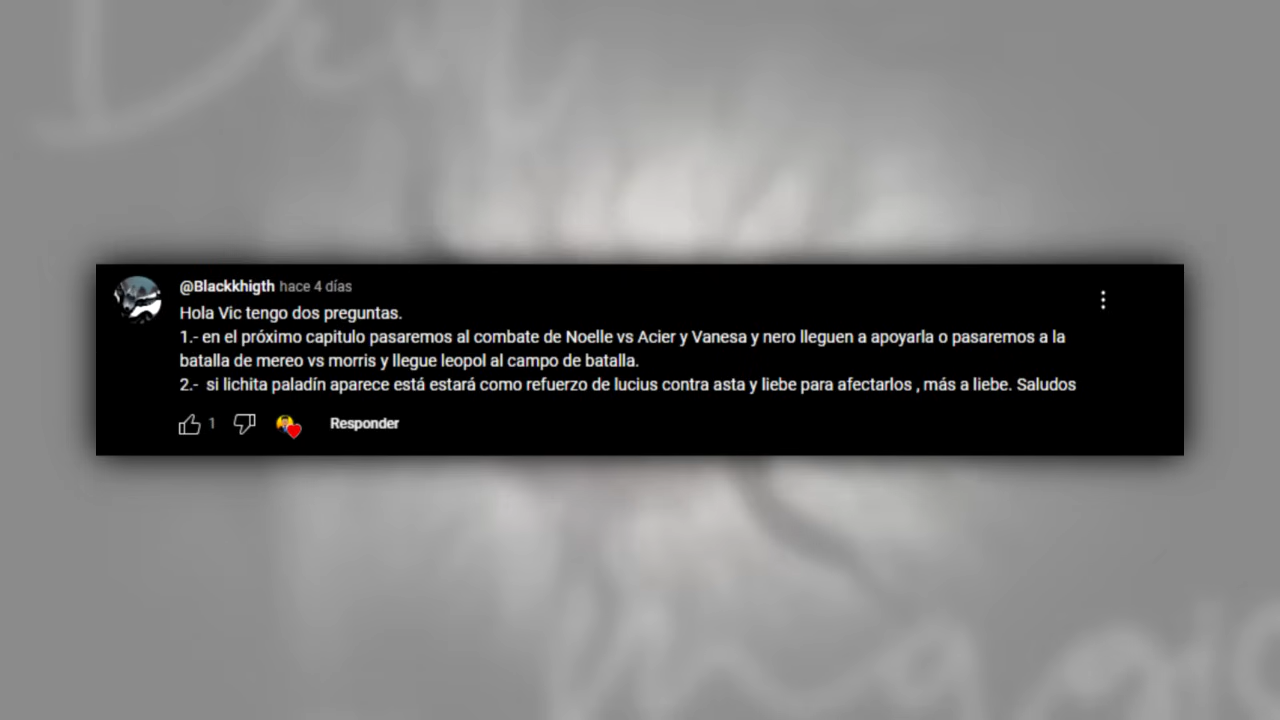 @Blackkhigth hace 4 días
Hola Vic tengo dos preguntas.
1.- en el próximo capitulo pasaremos al combate de Noelle vs Acier y Vanesa y nero lleguen a apoyarla o pasaremos a la
batalla de mereo vs morris y llegue leopol al campo de batalla.
2.- si lichita paladín aparece está estará como refuerzo de lucius contra asta y liebe para afectarlos , más a liebe. Saludos
1 Responder